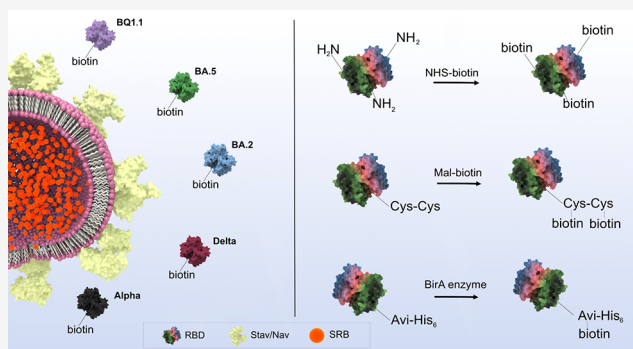 BQ1.1
biotin
BA.5
biotin
BA.2
biotin
Delta
biotin
Alpha
biotin
H₂N
NH₂
NH₂
NHS-biotin
biotin
biotin
biotin
Cys-Cys
Mal-biotin
Cys-Cys
biotin
biotin
Avi-His₆
BirA enzyme
Avi-His₆
biotin
RBD
Stav/Nav
SRB